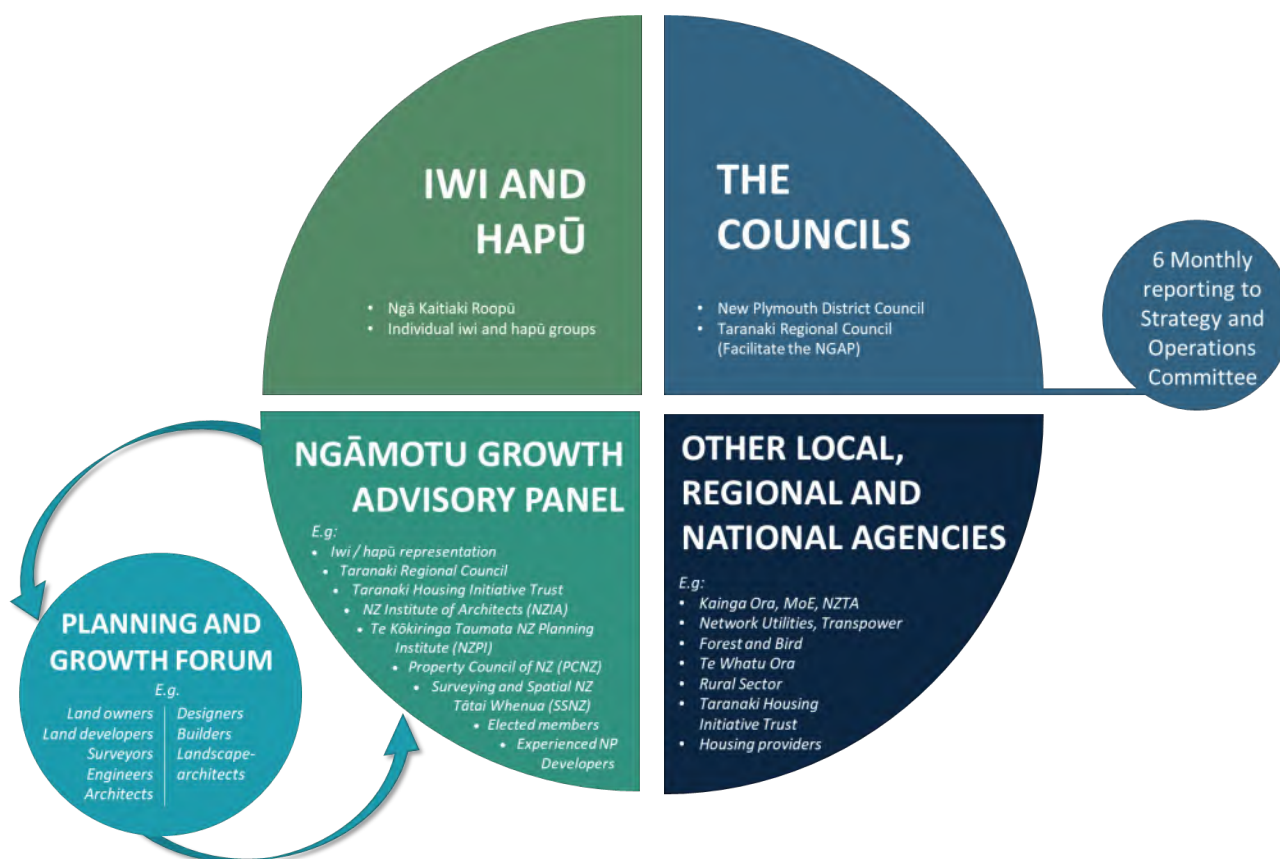 IWI AND
HAPŪ
• Ngā Kaitiaki Roopū
• Individual iwi and hapū groups
THE
COUNCILS
• New Plymouth District Council
• Taranaki Regional Council
(Facilitate the NGAP)
6 Monthly
reporting to
Strategy and
Operations
Committee
NGĀMOTU GROWTH
ADVISORY PANEL
E.g:
• Iwi / hapū representation
• Taranaki Regional Council
• Taranaki Housing Initiative Trust
• NZ Institute of Architects (NZIA)
• Te Kōkiringa Taumata NZ Planning
Institute (NZPI)
• Property Council of NZ (PCNZ)
• Surveying and Spatial NZ
Tātai Whenua (SSNZ)
• Elected members
• Experienced NP
Developers
OTHER LOCAL,
REGIONAL AND
NATIONAL AGENCIES
E.g:
• Kainga Ora, MoE, NZTA
• Network Utilities, Transpower
• Forest and Bird
• Te Whatu Ora
• Rural Sector
• Taranaki Housing
Initiative Trust
• Housing providers
PLANNING AND
GROWTH FORUM
E.g.
Land owners
Land developers
Surveyors
Engineers
Architects
Designers
Builders
Landscape-
architects